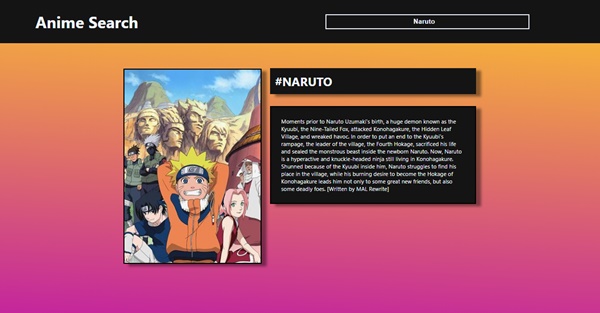 Anime Search
Naruto
#NARUTO
Moments prior to Naruto Uzumaki's birth, a huge demon known as the
Kyuubi, the Nine-Tailed Fox, attacked Konohagakure, the Hidden Leaf
Village, and wreaked havoc. In order to put an end to the Kyuubi's
rampage, the leader of the village, the Fourth Hokage, sacrificed his life
and sealed the monstrous beast inside the newborn Naruto. Now, Naruto
is a hyperactive and knuckle-headed ninja still living in Konohagakure.
Shunned because of the Kyuubi inside him, Naruto struggles to find his
place in the village, while his burning desire to become the Hokage of
Konohagakure leads him not only to some great new friends, but also
some deadly foes. [Written by MAL Rewrite]